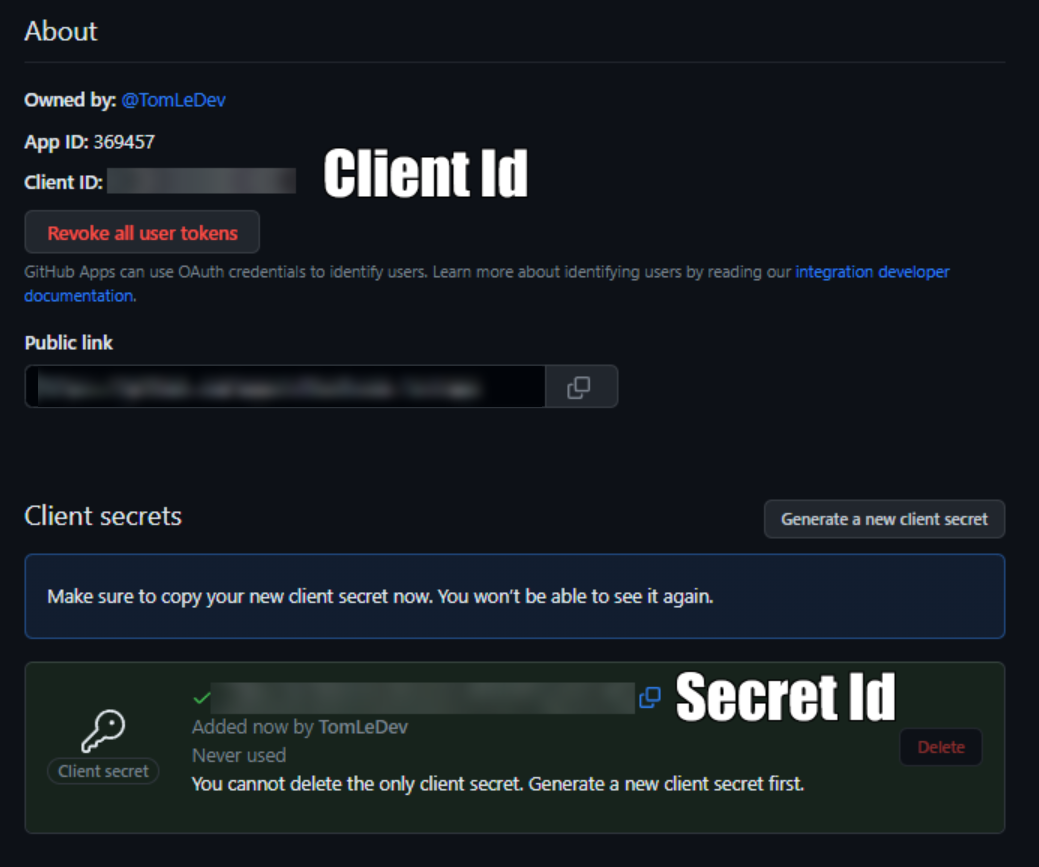 About
Owned by: @TomLeDev
App ID: 369457
Client ID:
Client Id
Revoke all user tokens
GitHub Apps can use OAuth credentials to identify users. Learn more about identifying users by reading our integration developer
documentation.
Public link
Client secrets
Generate a new client secret
Make sure to copy your new client secret now. You won't be able to see it again.
Secret Id
Added now by TomLeDev
Never used
Delete
Client secret
You cannot delete the only client secret. Generate a new client secret first.